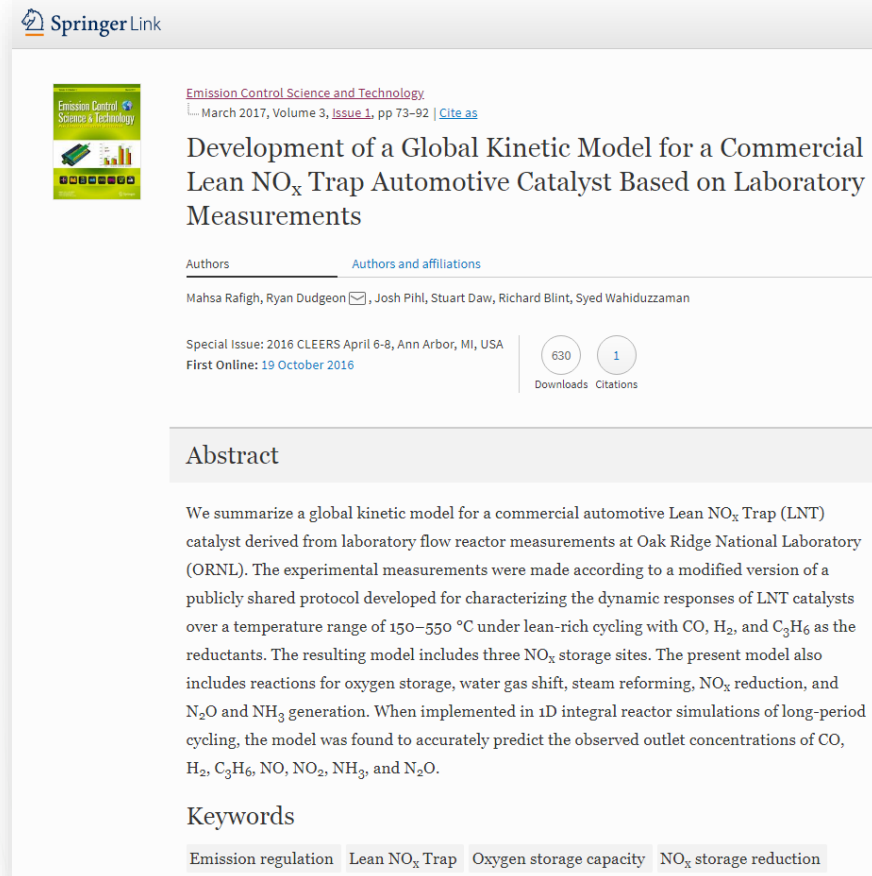 Springer Link
Emission Control
Science & Technology
Emission Control Science and Technology
March 2017, Volume 3, Issue 1, pp 73–92 | Cite as
Development of a Global Kinetic Model for a Commercial
Lean NOₓ Trap Automotive Catalyst Based on Laboratory
Measurements
Authors Authors and affiliations
Mahsa Rafigh, Ryan Dudgeon , Josh Pihl, Stuart Daw, Richard Blint, Syed Wahiduzzaman
Special Issue: 2016 CLEERS April 6-8, Ann Arbor, MI, USA
First Online: 19 October 2016
630 1
Downloads Citations
Abstract
We summarize a global kinetic model for a commercial automotive Lean NOₓ Trap (LNT)
catalyst derived from laboratory flow reactor measurements at Oak Ridge National Laboratory
(ORNL). The experimental measurements were made according to a modified version of a
publicly shared protocol developed for characterizing the dynamic responses of LNT catalysts
over a temperature range of 150–550 °C under lean-rich cycling with CO, H₂, and C₃H₆ as the
reductants. The resulting model includes three NOₓ storage sites. The present model also
includes reactions for oxygen storage, water gas shift, steam reforming, NOₓ reduction, and
N₂O and NH₃ generation. When implemented in 1D integral reactor simulations of long-period
cycling, the model was found to accurately predict the observed outlet concentrations of CO,
H₂, C₃H₆, NO, NO₂, NH₃, and N₂O.
Keywords
Emission regulation Lean NOₓ Trap Oxygen storage capacity NOₓ storage reduction